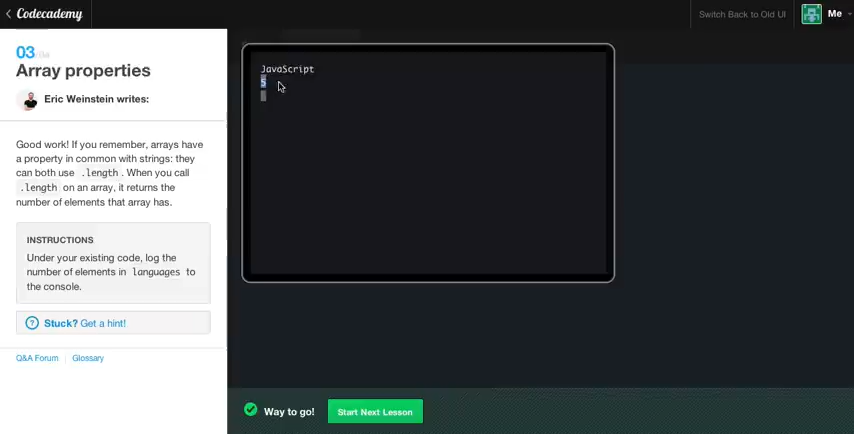 Codecademy
Switch Back to Old UI
Me
03
Array properties
Eric Weinstein writes:
Good work! If you remember, arrays have
a property in common with strings: they
can both use .length. When you call
.length on an array, it returns the
number of elements that array has.
INSTRUCTIONS
Under your existing code, log the
number of elements in languages to
the console.
? Stuck? Get a hint!
Q&A Forum Glossary
JavaScript
5
Way to go!
Start Next Lesson